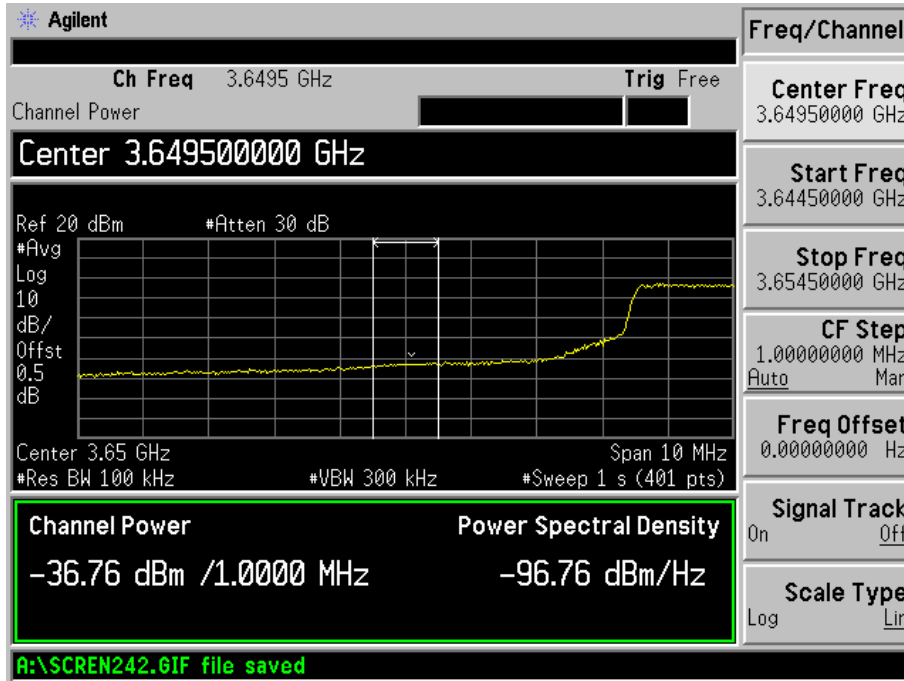 Agilent
Freq/Channel
Ch Freq 3.6495 GHz Trig Free
Channel Power
Center 3.649500000 GHz
Ref 20 dBm #Atten 30 dB
#Avg
Log
10
dB/
Offst
0.5
dB
Center 3.65 GHz Span 10 MHz
#Res BW 100 kHz #VBW 300 kHz #Sweep 1 s (401 pts)
Channel Power Power Spectral Density
-36.76 dBm /1.0000 MHz -96.76 dBm/Hz
A:\SCREN242.GIF file saved
Center Freq
3.64950000 GHz
Start Freq
3.64450000 GHz
Stop Freq
3.65450000 GHz
CF Step
1.00000000 MHz
Auto Man
Freq Offset
0.00000000 Hz
Signal Track
On Off
Scale Type
Log Lin